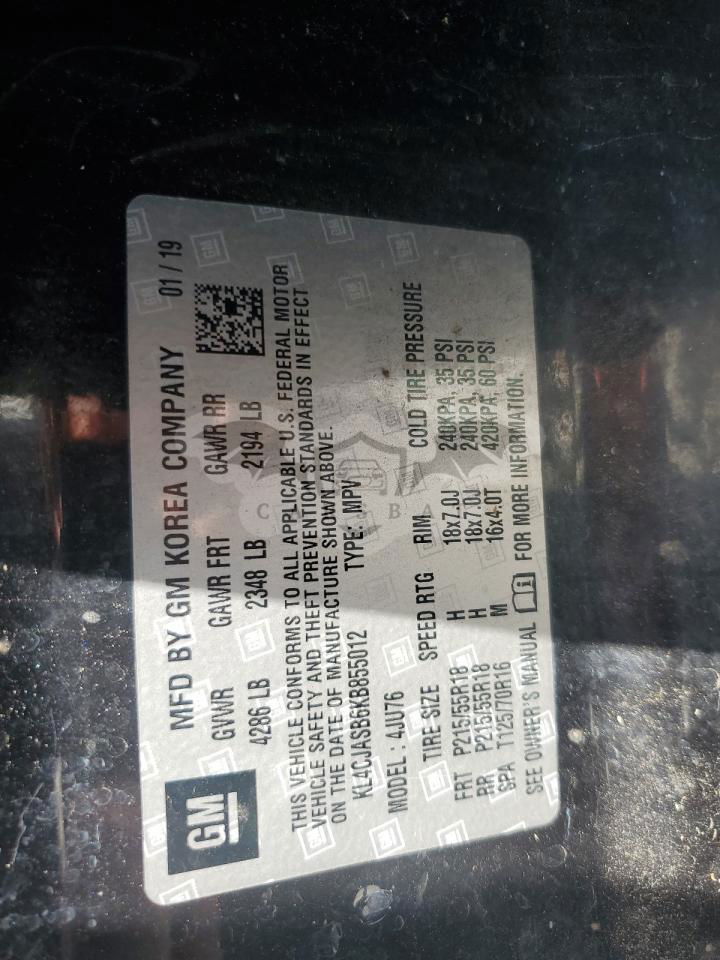 GM
MFD BY GM KOREA COMPANY 01 / 19
GVWR GAWR FRT GAWR RR
4286 LB 2348 LB 2194 LB
THIS VEHICLE CONFORMS TO ALL APPLICABLE U.S. FEDERAL MOTOR
VEHICLE SAFETY AND THEFT PREVENTION STANDARDS IN EFFECT
ON THE DATE OF MANUFACTURE SHOWN ABOVE.
KL4CJASB6KB855012 TYPE: MPV
MODEL : 4JU76
TIRE SIZE SPEED RTG RIM COLD TIRE PRESSURE
FRT P215/55R18 H 18x7.0J 240KPA, 35 PSI
RR P215/55R18 H 18x7.0J 240KPA, 35 PSI
SPA T125/70R16 M 16x4.0T 420KPA, 60 PSI
SEE OWNER'S MANUAL FOR MORE INFORMATION.